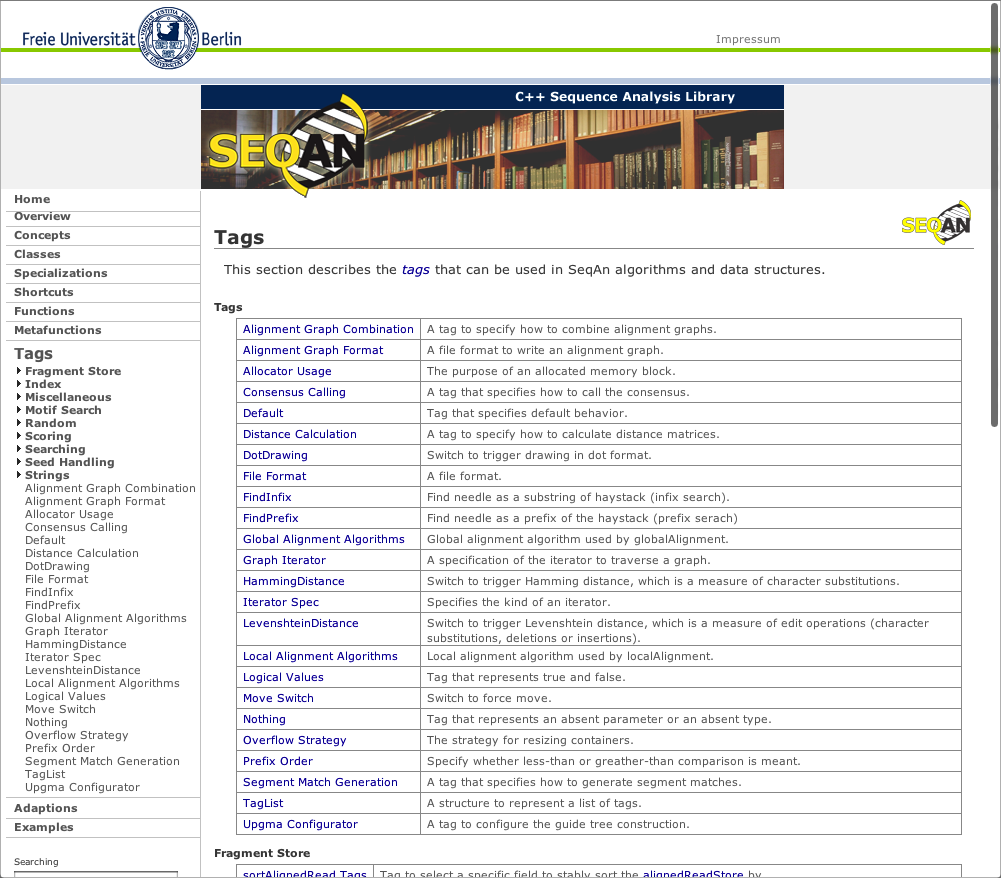 Freie Universität Berlin
Impressum
C++ Sequence Analysis Library
SEQAN
Home
Overview
Concepts
Classes
Specializations
Shortcuts
Functions
Metafunctions
Tags
Fragment Store
Index
Miscellaneous
Motif Search
Random
Scoring
Searching
Seed Handling
Strings
Alignment Graph Combination
Alignment Graph Format
Allocator Usage
Consensus Calling
Default
Distance Calculation
DotDrawing
File Format
FindInfix
FindPrefix
Global Alignment Algorithms
Graph Iterator
HammingDistance
Iterator Spec
LevenshteinDistance
Local Alignment Algorithms
Logical Values
Move Switch
Nothing
Overflow Strategy
Prefix Order
Segment Match Generation
TagList
Upgma Configurator
Adaptions
Examples
Searching
SEQAN
Tags
This section describes the tags that can be used in SeqAn algorithms and data structures.
Tags
Alignment Graph Combination A tag to specify how to combine alignment graphs.
Alignment Graph Format A file format to write an alignment graph.
Allocator Usage The purpose of an allocated memory block.
Consensus Calling A tag that specifies how to call the consensus.
Default Tag that specifies default behavior.
Distance Calculation A tag to specify how to calculate distance matrices.
DotDrawing Switch to trigger drawing in dot format.
File Format A file format.
FindInfix Find needle as a substring of haystack (infix search).
FindPrefix Find needle as a prefix of the haystack (prefix serach)
Global Alignment Algorithms Global alignment algorithm used by globalAlignment.
Graph Iterator A specification of the iterator to traverse a graph.
HammingDistance Switch to trigger Hamming distance, which is a measure of character substitutions.
Iterator Spec Specifies the kind of an iterator.
LevenshteinDistance Switch to trigger Levenshtein distance, which is a measure of edit operations (character
substitutions, deletions or insertions).
Local Alignment Algorithms Local alignment algorithm used by localAlignment.
Logical Values Tag that represents true and false.
Move Switch Switch to force move.
Nothing Tag that represents an absent parameter or an absent type.
Overflow Strategy The strategy for resizing containers.
Prefix Order Specify whether less-than or greather-than comparison is meant.
Segment Match Generation A tag that specifies how to generate segment matches.
TagList A structure to represent a list of tags.
Upgma Configurator A tag to configure the guide tree construction.
Fragment Store
sortAlignedRead Tags Tag to select a specific field to stably sort the alignedReadStore by